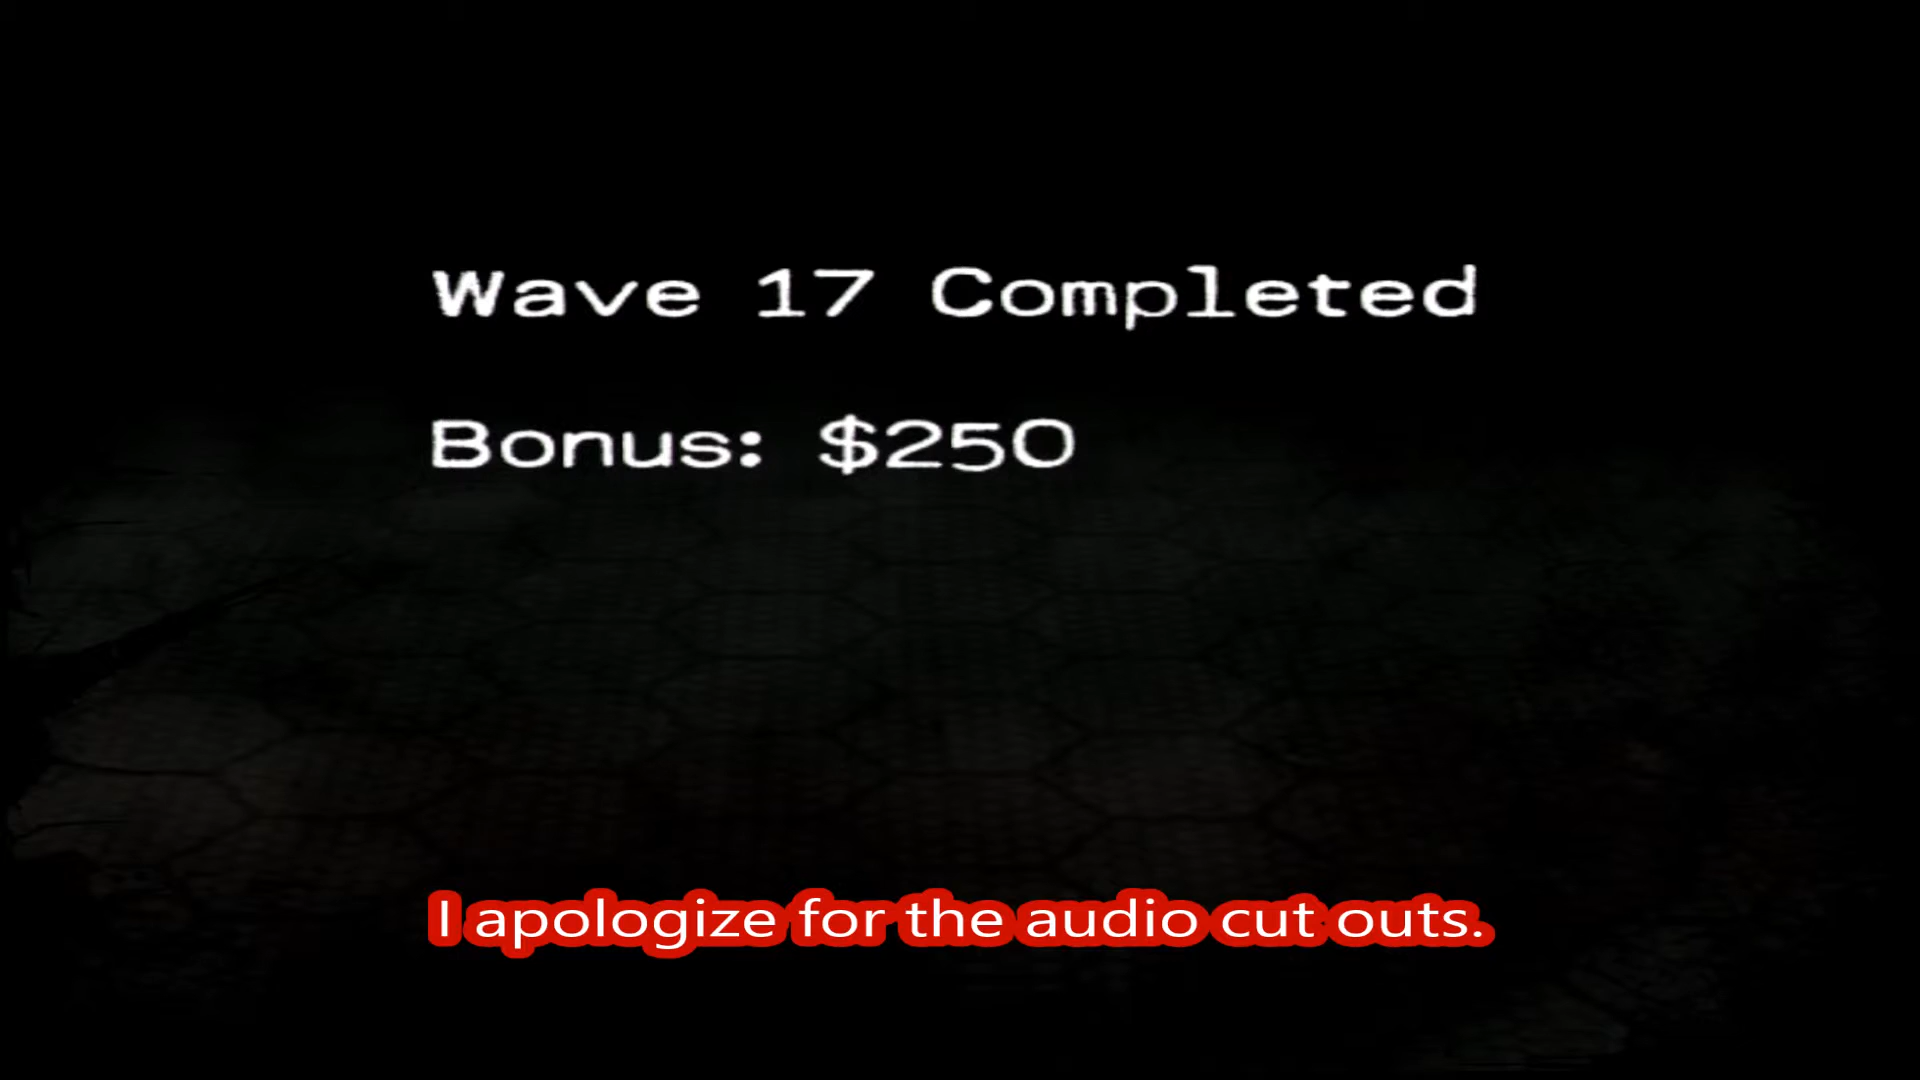 Wave 17 Completed
Bonus: $250
I apologize for the audio cut outs.